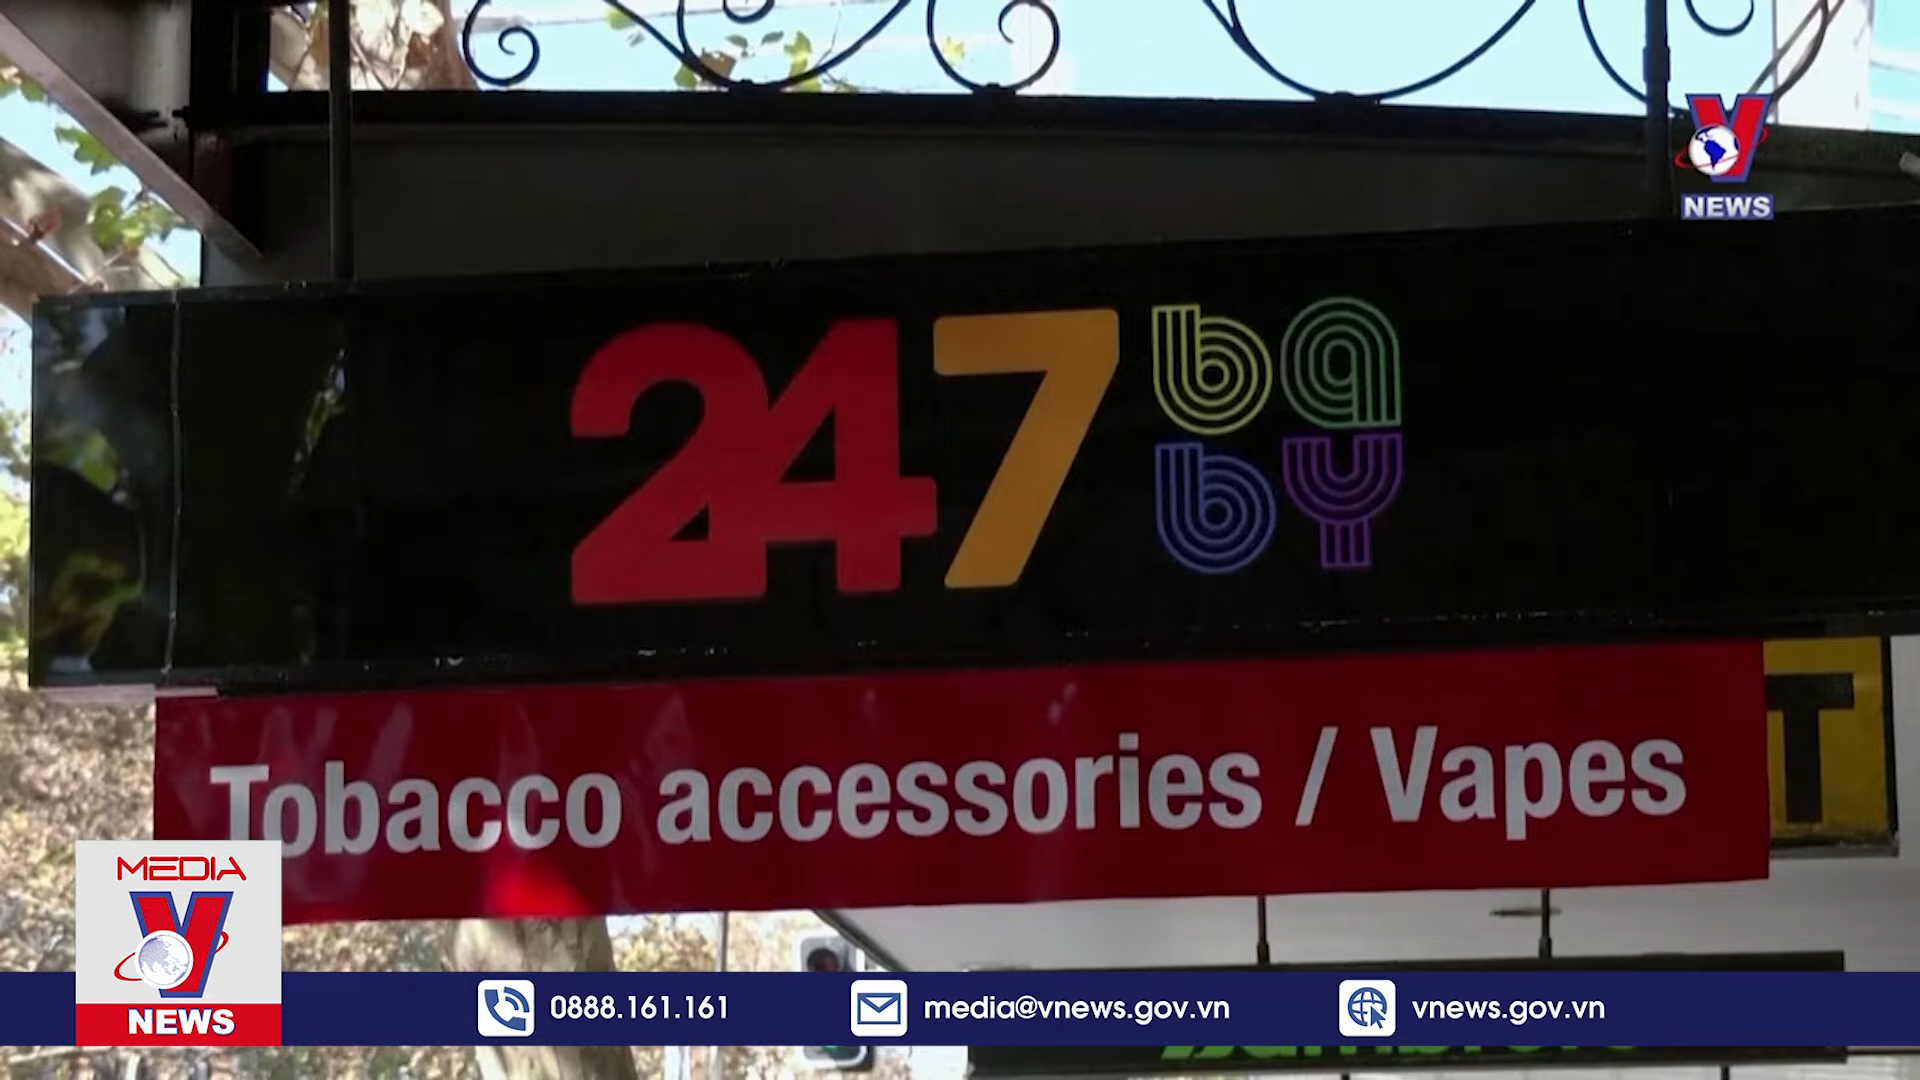 NEWS
247 baby
Tobacco accessories / Vapes
T
MEDIA
NEWS
0888.161.161
media@vnews.gov.vn
vnews.gov.vn